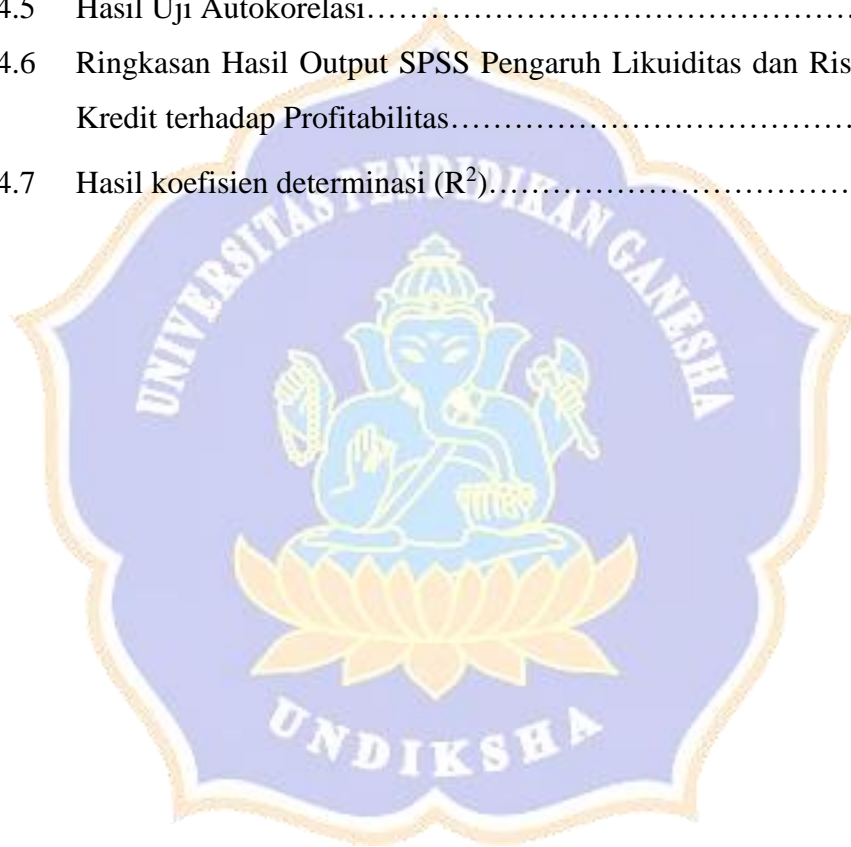 4.5 Hasil Uji Autokorelasi……………………………………………
4.6 Ringkasan Hasil Output SPSS Pengaruh Likuiditas dan Ris
Kredit terhadap Profitabilitas……………………………………
4.7 Hasil koefisien determinasi (R²)…………………………………
UNIVERSITAS PENDIDIKAN GANESHA
UNDIKSHA